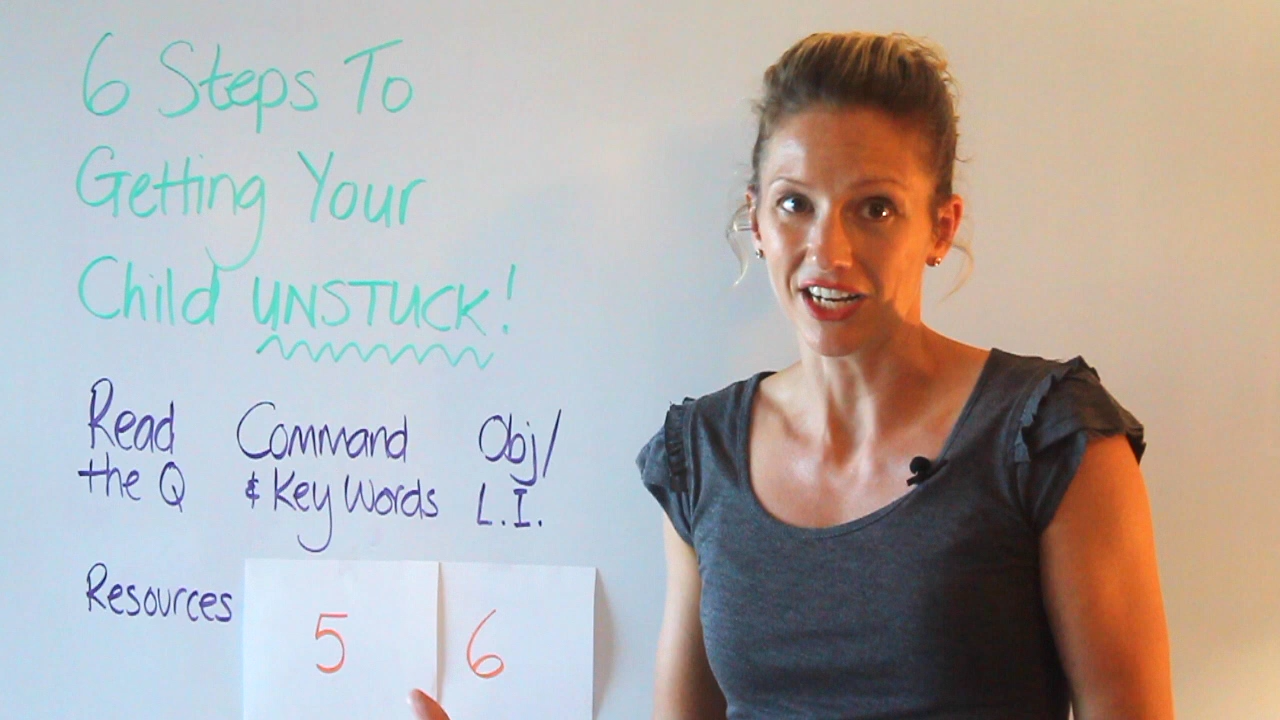 6 Steps To
Getting Your
Child UNSTUCK!
Read the Q
Command & Key Words
Obj/ L.I.
Resources
5
6